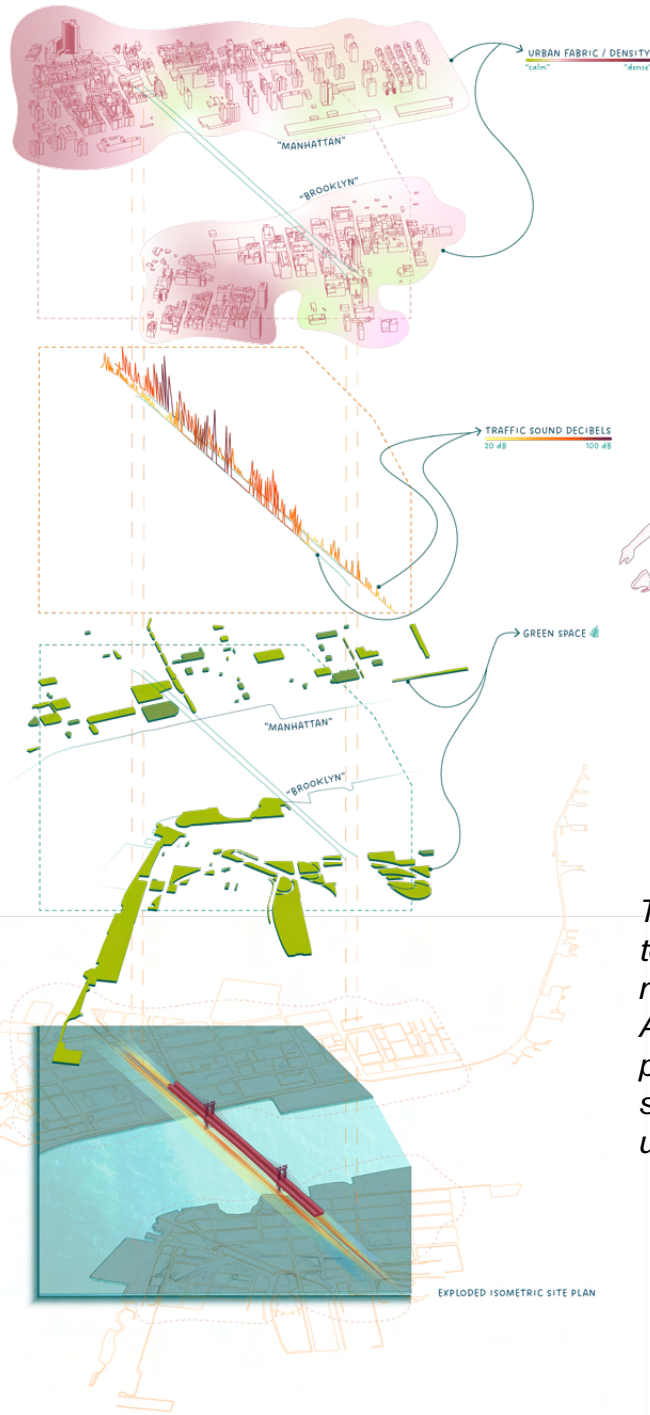 URBAN FABRIC / DENSITY
"calm" "dense"
"MANHATTAN"
"BROOKLYN"
TRAFFIC SOUND DECIBELS
20 dB 100 dB
GREEN SPACE
"MANHATTAN"
"BROOKLYN"
EXPLODED ISOMETRIC SITE PLAN